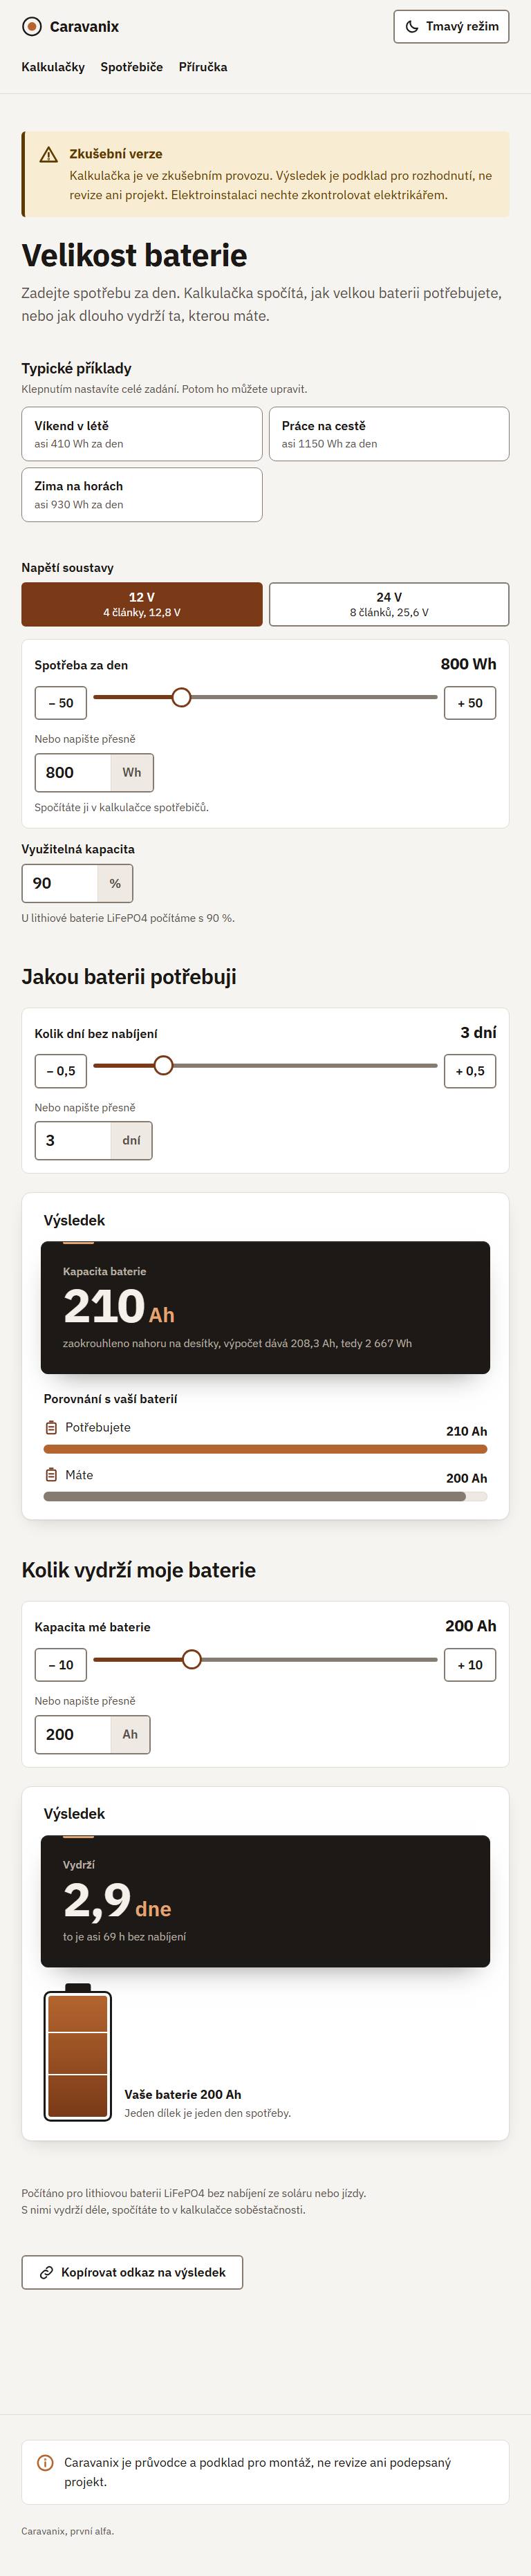 Caravanix
Tmavý režim
Kalkulačky Spotřebiče Příručka
Zkušební verze
Kalkulačka je ve zkušebním provozu. Výsledek je podklad pro rozhodnutí, ne
revize ani projekt. Elektroinstalaci nechte zkontrolovat elektrikářem.
Velikost baterie
Zadejte spotřebu za den. Kalkulačka spočítá, jak velkou baterii potřebujete,
nebo jak dlouho vydrží ta, kterou máte.
Typické příklady
Klepnutím nastavíte celé zadání. Potom ho můžete upravit.
Víkend v létě
asi 410 Wh za den
Práce na cestě
asi 1150 Wh za den
Zima na horách
asi 930 Wh za den
Napětí soustavy
12 V
4 články, 12,8 V
24 V
8 článků, 25,6 V
Spotřeba za den 800 Wh
− 50 + 50
Nebo napište přesně
800 Wh
Spočítáte ji v kalkulačce spotřebičů.
Využitelná kapacita
90 %
U lithiové baterie LiFePO4 počítáme s 90 %.
Jakou baterii potřebuji
Kolik dní bez nabíjení 3 dní
− 0,5 + 0,5
Nebo napište přesně
3 dní
Výsledek
Kapacita baterie
210 Ah
zaokrouhleno nahoru na desítky, výpočet dává 208,3 Ah, tedy 2 667 Wh
Porovnání s vaší baterií
Potřebujete 210 Ah
Máte 200 Ah
Kolik vydrží moje baterie
Kapacita mé baterie 200 Ah
− 10 + 10
Nebo napište přesně
200 Ah
Výsledek
Vydrží
2,9 dne
to je asi 69 h bez nabíjení
Vaše baterie 200 Ah
Jeden dílek je jeden den spotřeby.
Počítáno pro lithiovou baterii LiFePO4 bez nabíjení ze soláru nebo jízdy.
S nimi vydrží déle, spočítáte to v kalkulačce soběstačnosti.
Kopírovat odkaz na výsledek
Caravanix je průvodce a podklad pro montáž, ne revize ani podepsaný
projekt.
Caravanix, první alfa.